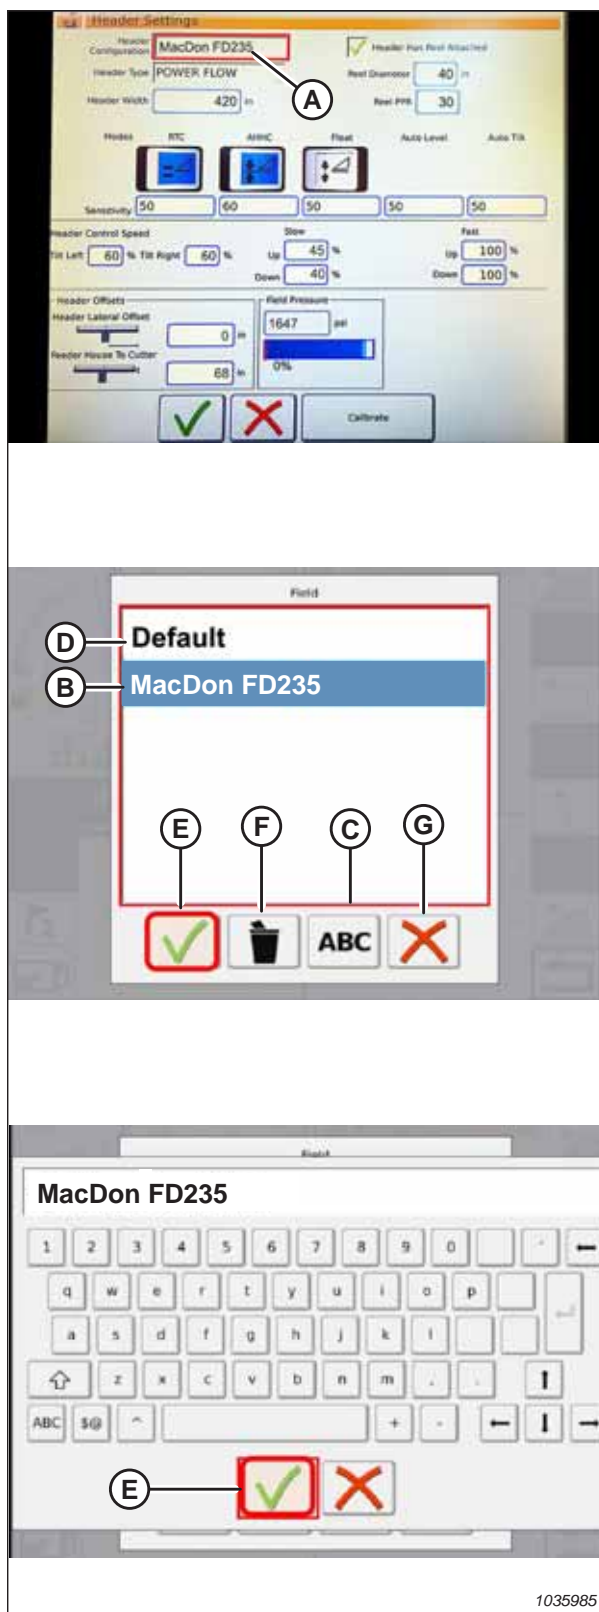 Header Settings
Header Configuration MacDon FD235 Header Has Reel Attached
Header Type POWER FLOW Reel Diameter 40 in
A
Header Width 420 in Reel PPR 30
Modes RTC AHHC Float Auto Level Auto Tilt
Sensitivity 50 60 50 50 50
Header Control Speed Slow Fast
Tilt Left 60 % Tilt Right 60 % Up 45 % Up 100 %
Down 40 % Down 100 %
Header Offsets Field Pressure
Header Lateral Offset
0 in 1647 psi
Feeder House To Cutter
68 in 0%
Calibrate
Field
D Default
B MacDon FD235
E F C G
ABC
Field
MacDon FD235
1 2 3 4 5 6 7 8 9 0 '
q w e r t y u i o p
a s d f g h j k l
z x c v b n m , .
ABC $@ ^ + -
E
1035985